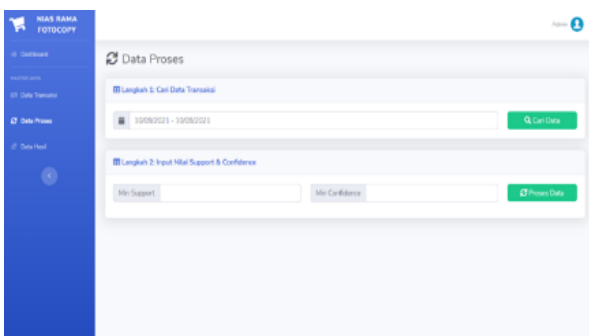 NIAS RAMA
FOTOCOPY
Admin
Dashboard
Data Proses
MASTER DATA
Langkah 1: Cari Data Transaksi
Data Transaksi
10/09/2021 - 10/09/2021
Cari Data
Data Proses
Data Hasil
Langkah 2: Input Nilai Support & Confidence
Min Support
Min Confidence
Proses Data